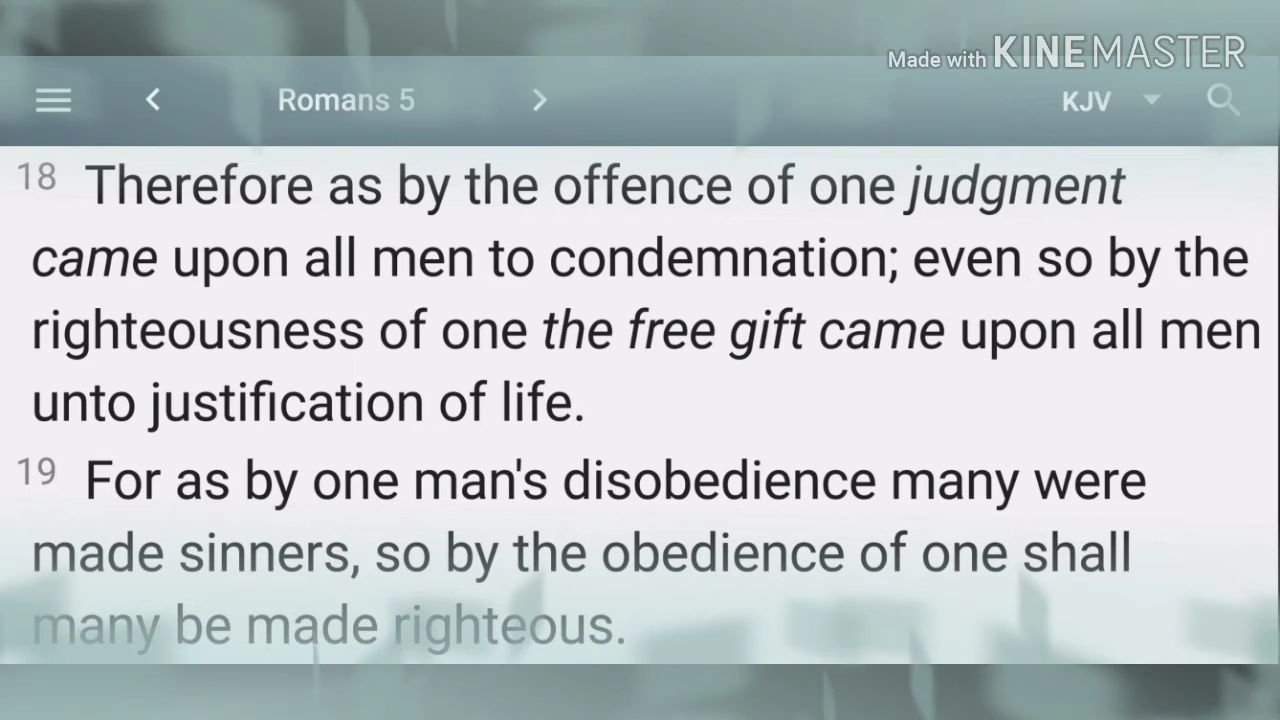 Made with KINEMASTER
Romans 5 KJV
18 Therefore as by the offence of one judgment
came upon all men to condemnation; even so by the
righteousness of one the free gift came upon all men
unto justification of life.
19 For as by one man's disobedience many were
made sinners, so by the obedience of one shall
many be made righteous.